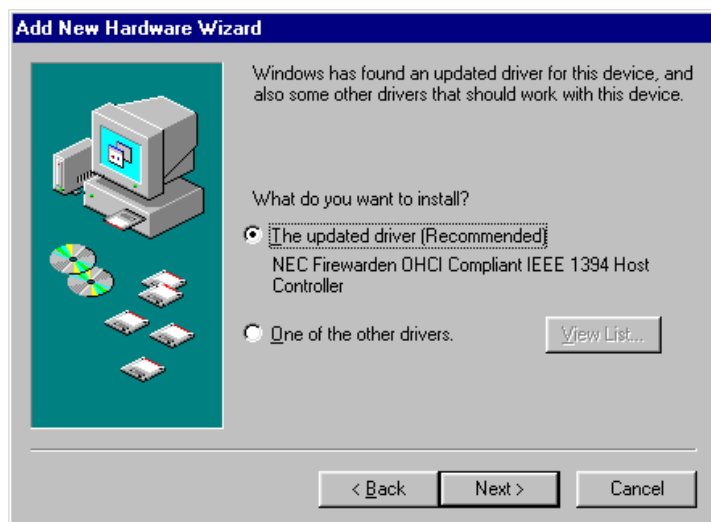 Add New Hardware Wizard
Windows has found an updated driver for this device, and
also some other drivers that should work with this device.
What do you want to install?
The updated driver (Recommended)
NEC Firewarden OHCI Compliant IEEE 1394 Host
Controller
One of the other drivers.
View List...
< Back
Next >
Cancel